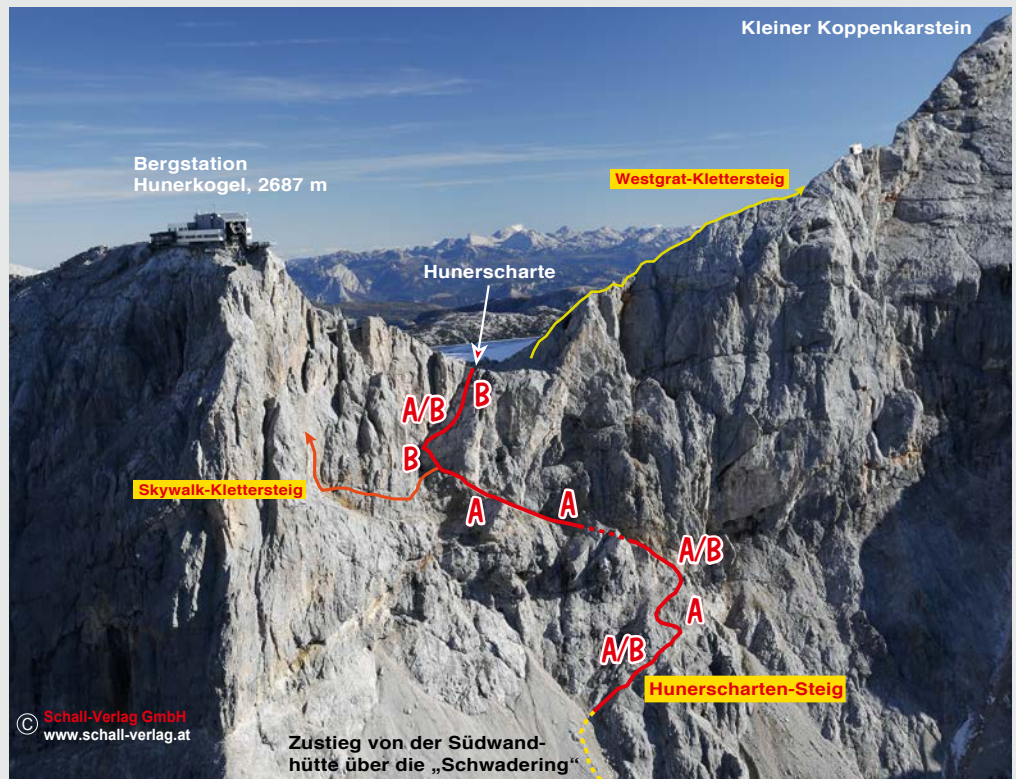 Kleiner Koppenkarstein
Bergstation
Hunerkogel, 2687 m
Westgrat-Klettersteig
Hunerscharte
B
A/B
B
Skywalk-Klettersteig
A
A
A/B
A
A/B
Hunerscharten-Steig
© Schall-Verlag GmbH
www.schall-verlag.at
Zustieg von der Südwand-
hütte über die „Schwadering“